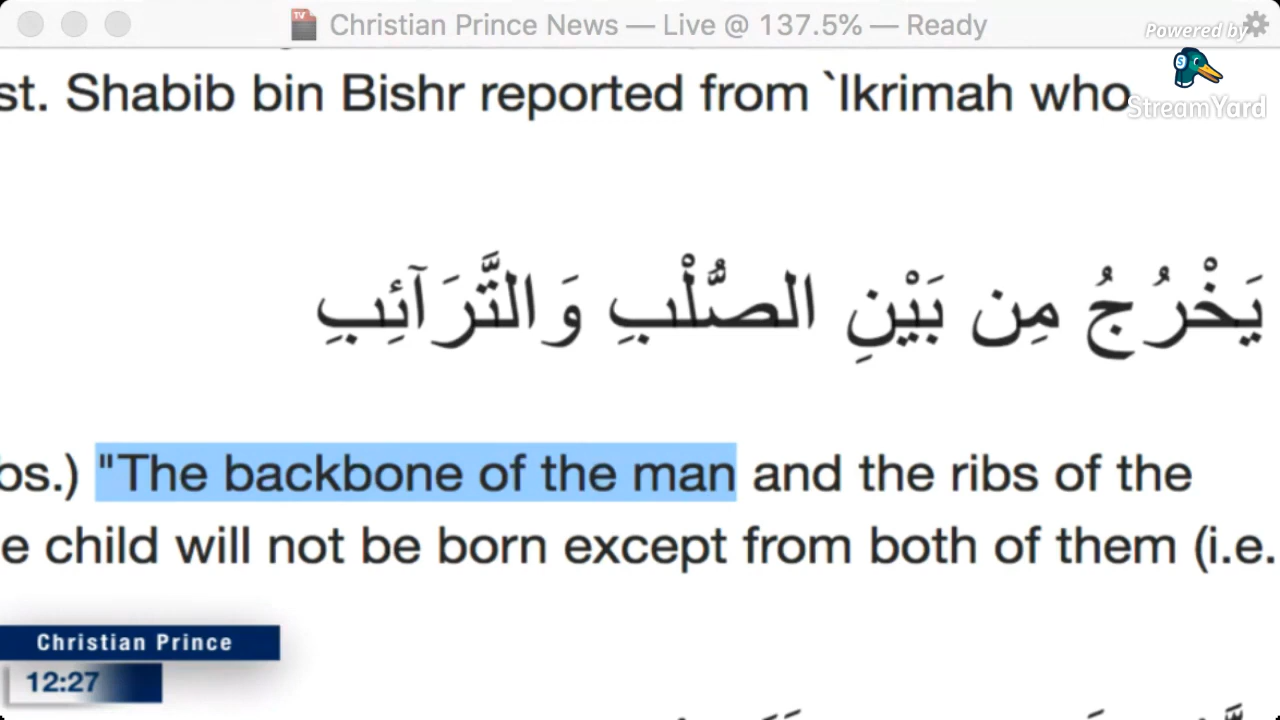 Christian Prince News — Live @ 137.5% — Ready
Powered by
StreamYard
st. Shabib bin Bishr reported from `Ikrimah who
يَخْرُجُ مِن بَيْنِ الصُّلْبِ وَالتَّرَآئِبِ
bs.) "The backbone of the man and the ribs of the
e child will not be born except from both of them (i.e.
Christian Prince
12:27